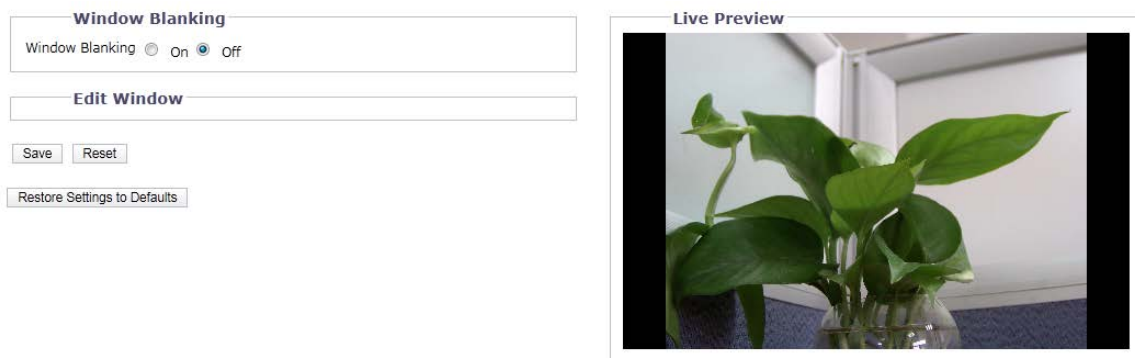 Window Blanking
Window Blanking On Off
Edit Window
Save Reset
Restore Settings to Defaults
Live Preview